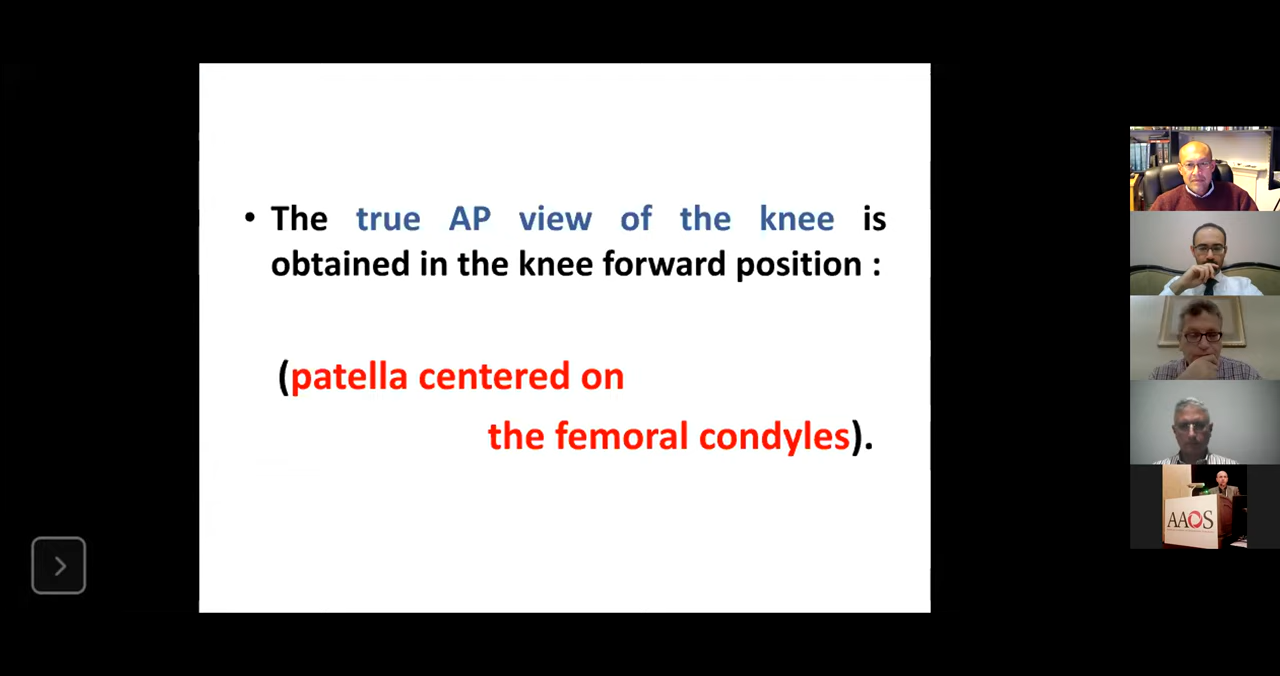 • The true AP view of the knee is
obtained in the knee forward position :
(patella centered on
the femoral condyles).
AAOS